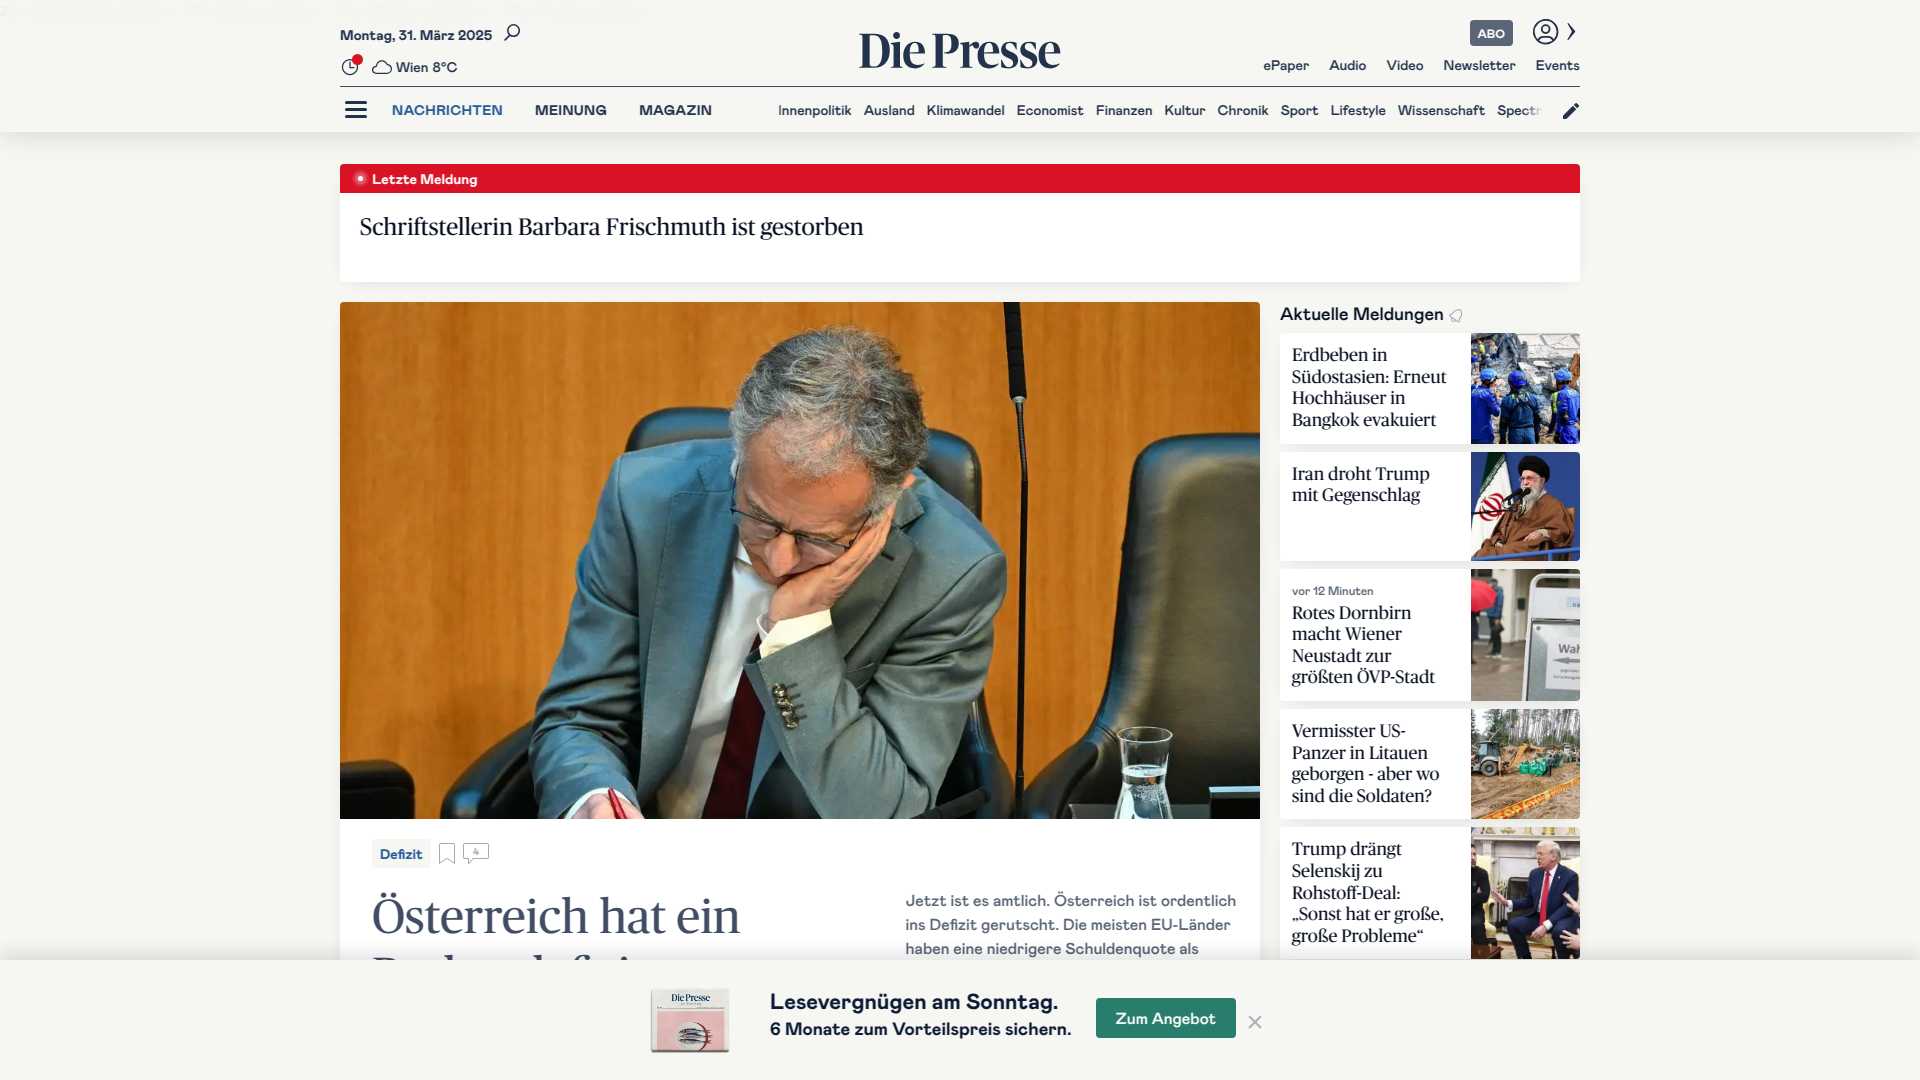 Montag, 31. März 2025
Wien 8°C
Die Presse
ABO
ePaper Audio Video Newsletter Events
NACHRICHTEN MEINUNG MAGAZIN
Innenpolitik Ausland Klimawandel Economist Finanzen Kultur Chronik Sport Lifestyle Wissenschaft
Letzte Meldung
Schriftstellerin Barbara Frischmuth ist gestorben
Defizit
4
Österreich hat ein
Jetzt ist es amtlich. Österreich ist ordentlich
ins Defizit gerutscht. Die meisten EU-Länder
haben eine niedrigere Schuldenquote als
Aktuelle Meldungen
Erdbeben in
Südostasien: Erneut
Hochhäuser in
Bangkok evakuiert
Iran droht Trump
mit Gegenschlag
vor 12 Minuten
Rotes Dornbirn
macht Wiener
Neustadt zur
größten ÖVP-Stadt
Wah
Vermisster US-
Panzer in Litauen
geborgen - aber wo
sind die Soldaten?
Trump drängt
Selenskij zu
Rohstoff-Deal:
„Sonst hat er große,
große Probleme“
Die Presse
Lesevergnügen am Sonntag.
6 Monate zum Vorteilspreis sichern.
Zum Angebot